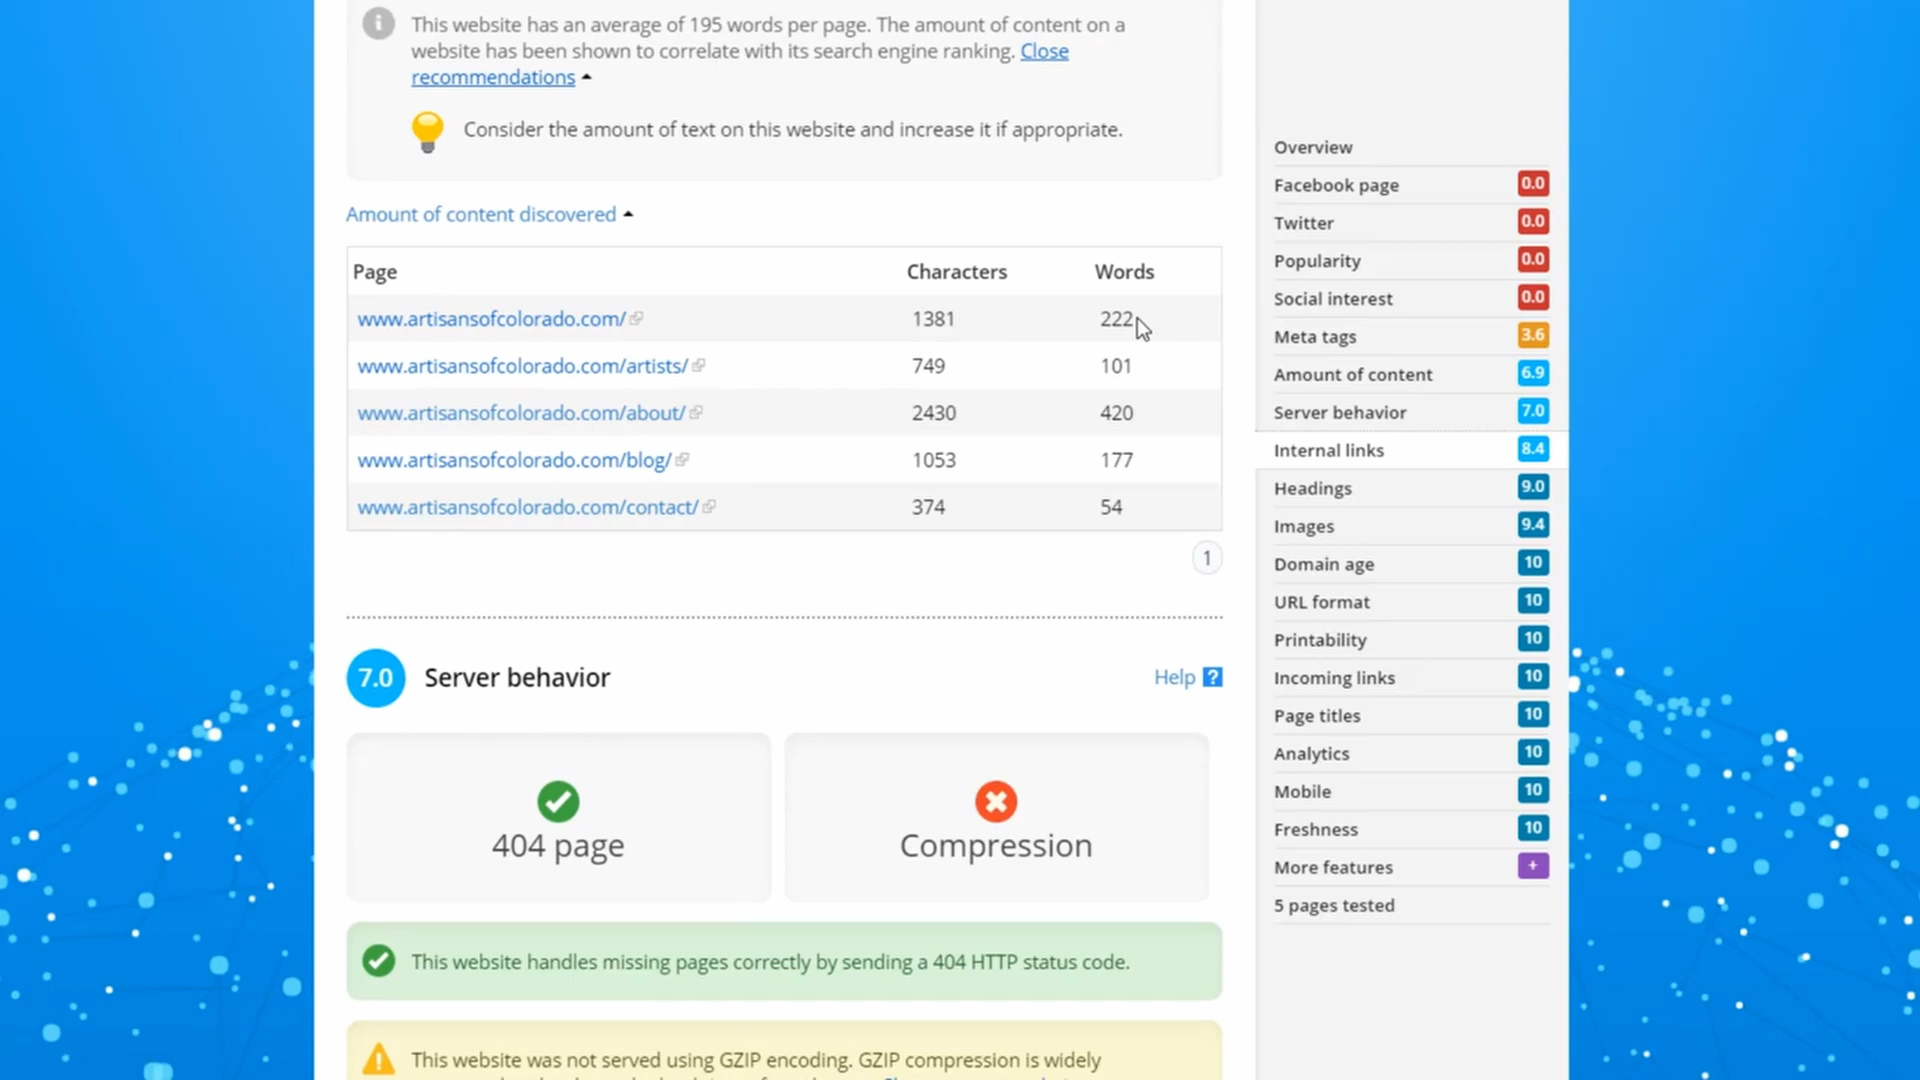 This website has an average of 195 words per page. The amount of content on a
website has been shown to correlate with its search engine ranking. Close
recommendations
Consider the amount of text on this website and increase it if appropriate.
Amount of content discovered
Page Characters Words
www.artisansofcolorado.com/ 1381 222
www.artisansofcolorado.com/artists/ 749 101
www.artisansofcolorado.com/about/ 2430 420
www.artisansofcolorado.com/blog/ 1053 177
www.artisansofcolorado.com/contact/ 374 54
1
7.0 Server behavior Help ?
404 page
Compression
This website handles missing pages correctly by sending a 404 HTTP status code.
This website was not served using GZIP encoding. GZIP compression is widely
Overview
Facebook page 0.0
Twitter 0.0
Popularity 0.0
Social interest 0.0
Meta tags 3.6
Amount of content 6.9
Server behavior 7.0
Internal links 8.4
Headings 9.0
Images 9.4
Domain age 10
URL format 10
Printability 10
Incoming links 10
Page titles 10
Analytics 10
Mobile 10
Freshness 10
More features +
5 pages tested